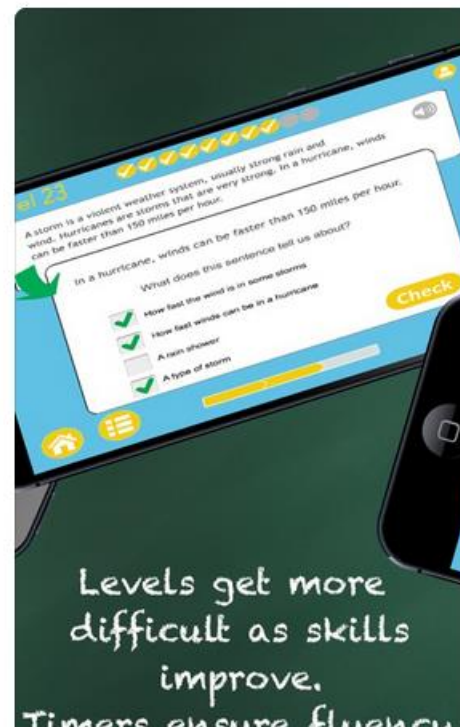 el 23
A storm is a violent weather system, usually strong rain and
wind. Hurricanes are storms that are very strong. In a hurricane, winds
can be faster than 150 miles per hour.
In a hurricane, winds can be faster than 150 miles per hour.
What does this sentence tell us about?
How fast the wind is in some storms
How fast winds can be in a hurricane
A rain shower
A type of storm
Check
Levels get more
difficult as skills
improve.
Timers ensure fluency